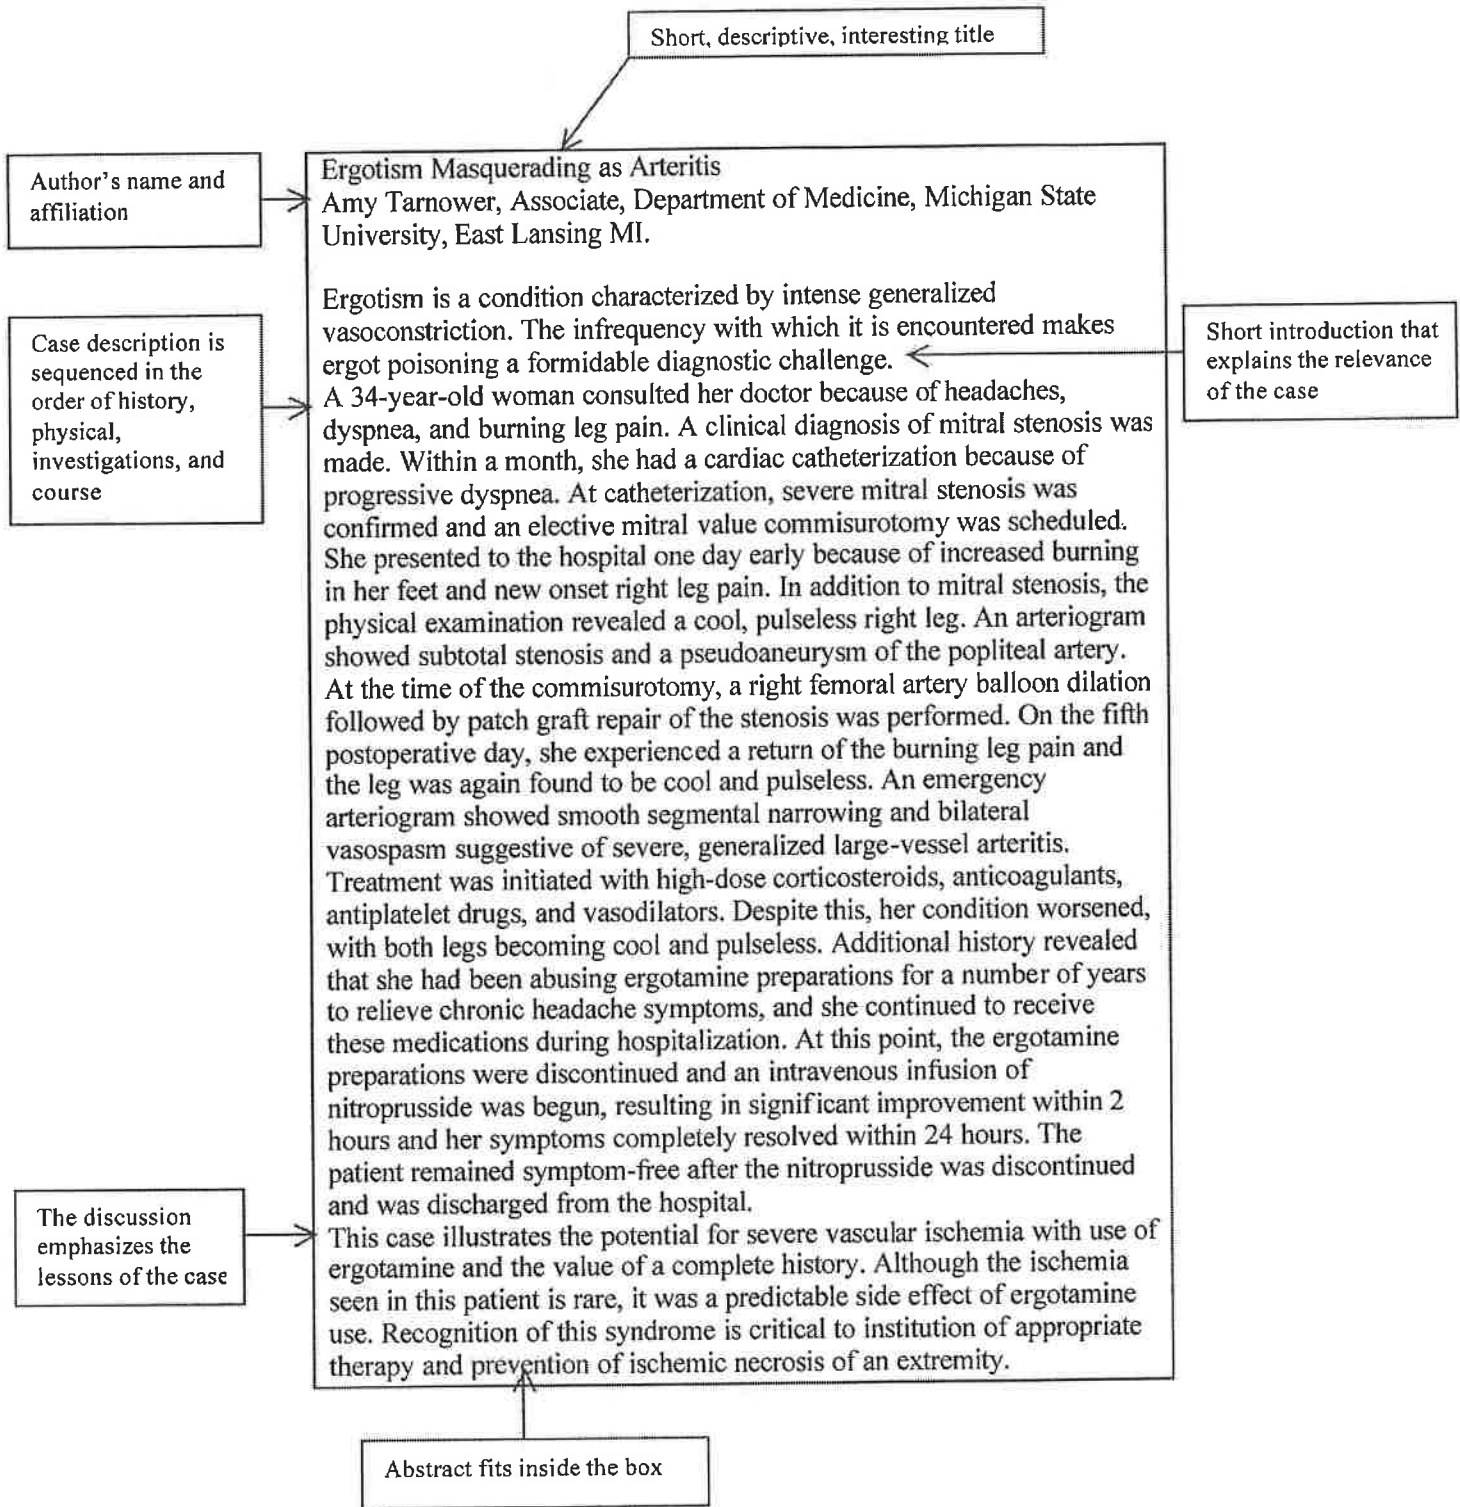 Short, descriptive, interesting title
Author's name and
affiliation
Ergotism Masquerading as Arteritis
Amy Tarnower, Associate, Department of Medicine, Michigan State
University, East Lansing MI.
Case description is
sequenced in the
order of history,
physical,
investigations, and
course
Ergotism is a condition characterized by intense generalized
vasoconstriction. The infrequency with which it is encountered makes
ergot poisoning a formidable diagnostic challenge.
Short introduction that
explains the relevance
of the case
A 34-year-old woman consulted her doctor because of headaches,
dyspnea, and burning leg pain. A clinical diagnosis of mitral stenosis was
made. Within a month, she had a cardiac catheterization because of
progressive dyspnea. At catheterization, severe mitral stenosis was
confirmed and an elective mitral value commisurotomy was scheduled.
She presented to the hospital one day early because of increased burning
in her feet and new onset right leg pain. In addition to mitral stenosis, the
physical examination revealed a cool, pulseless right leg. An arteriogram
showed subtotal stenosis and a pseudoaneurysm of the popliteal artery.
At the time of the commisurotomy, a right femoral artery balloon dilation
followed by patch graft repair of the stenosis was performed. On the fifth
postoperative day, she experienced a return of the burning leg pain and
the leg was again found to be cool and pulseless. An emergency
arteriogram showed smooth segmental narrowing and bilateral
vasospasm suggestive of severe, generalized large-vessel arteritis.
Treatment was initiated with high-dose corticosteroids, anticoagulants,
antiplatelet drugs, and vasodilators. Despite this, her condition worsened,
with both legs becoming cool and pulseless. Additional history revealed
that she had been abusing ergotamine preparations for a number of years
to relieve chronic headache symptoms, and she continued to receive
these medications during hospitalization. At this point, the ergotamine
preparations were discontinued and an intravenous infusion of
nitroprusside was begun, resulting in significant improvement within 2
hours and her symptoms completely resolved within 24 hours. The
patient remained symptom-free after the nitroprusside was discontinued
and was discharged from the hospital.
The discussion
emphasizes the
lessons of the case
This case illustrates the potential for severe vascular ischemia with use of
ergotamine and the value of a complete history. Although the ischemia
seen in this patient is rare, it was a predictable side effect of ergotamine
use. Recognition of this syndrome is critical to institution of appropriate
therapy and prevention of ischemic necrosis of an extremity.
Abstract fits inside the box